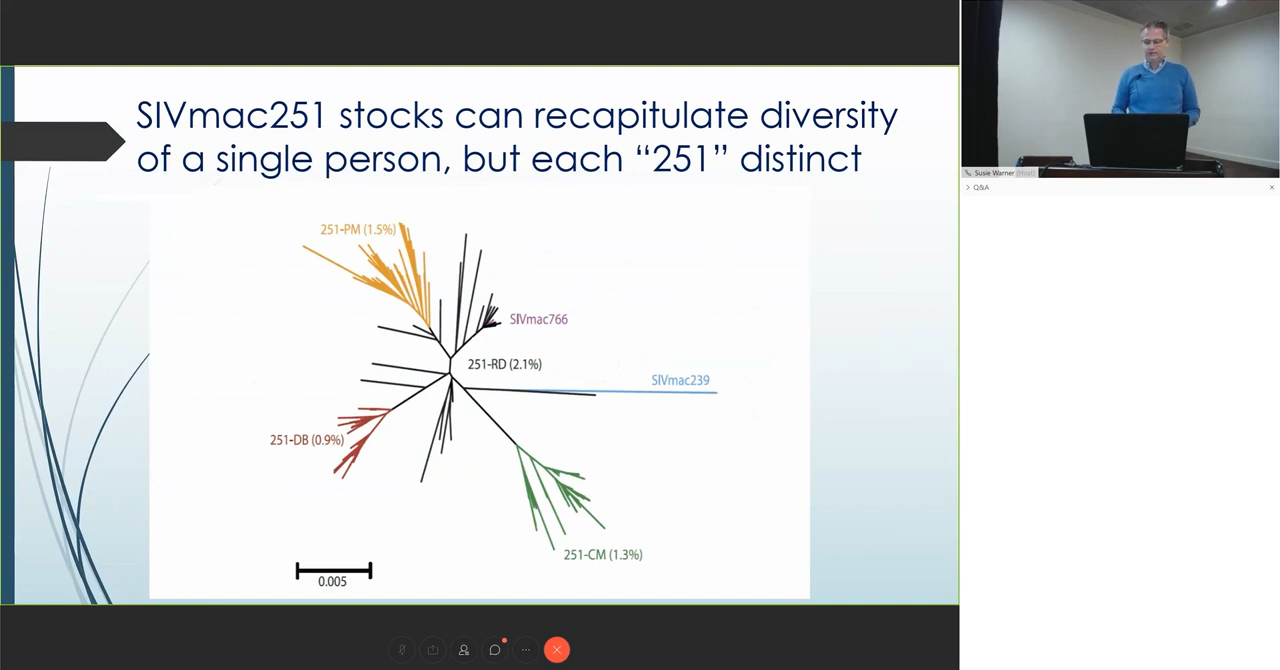 SIVmac251 stocks can recapitulate diversity
of a single person, but each “251” distinct
251-PM (1.5%)
SIVmac766
251-RD (2.1%)
SIVmac239
251-DB (0.9%)
251-CM (1.3%)
0.005
Susie Warner (Host)
Q&A